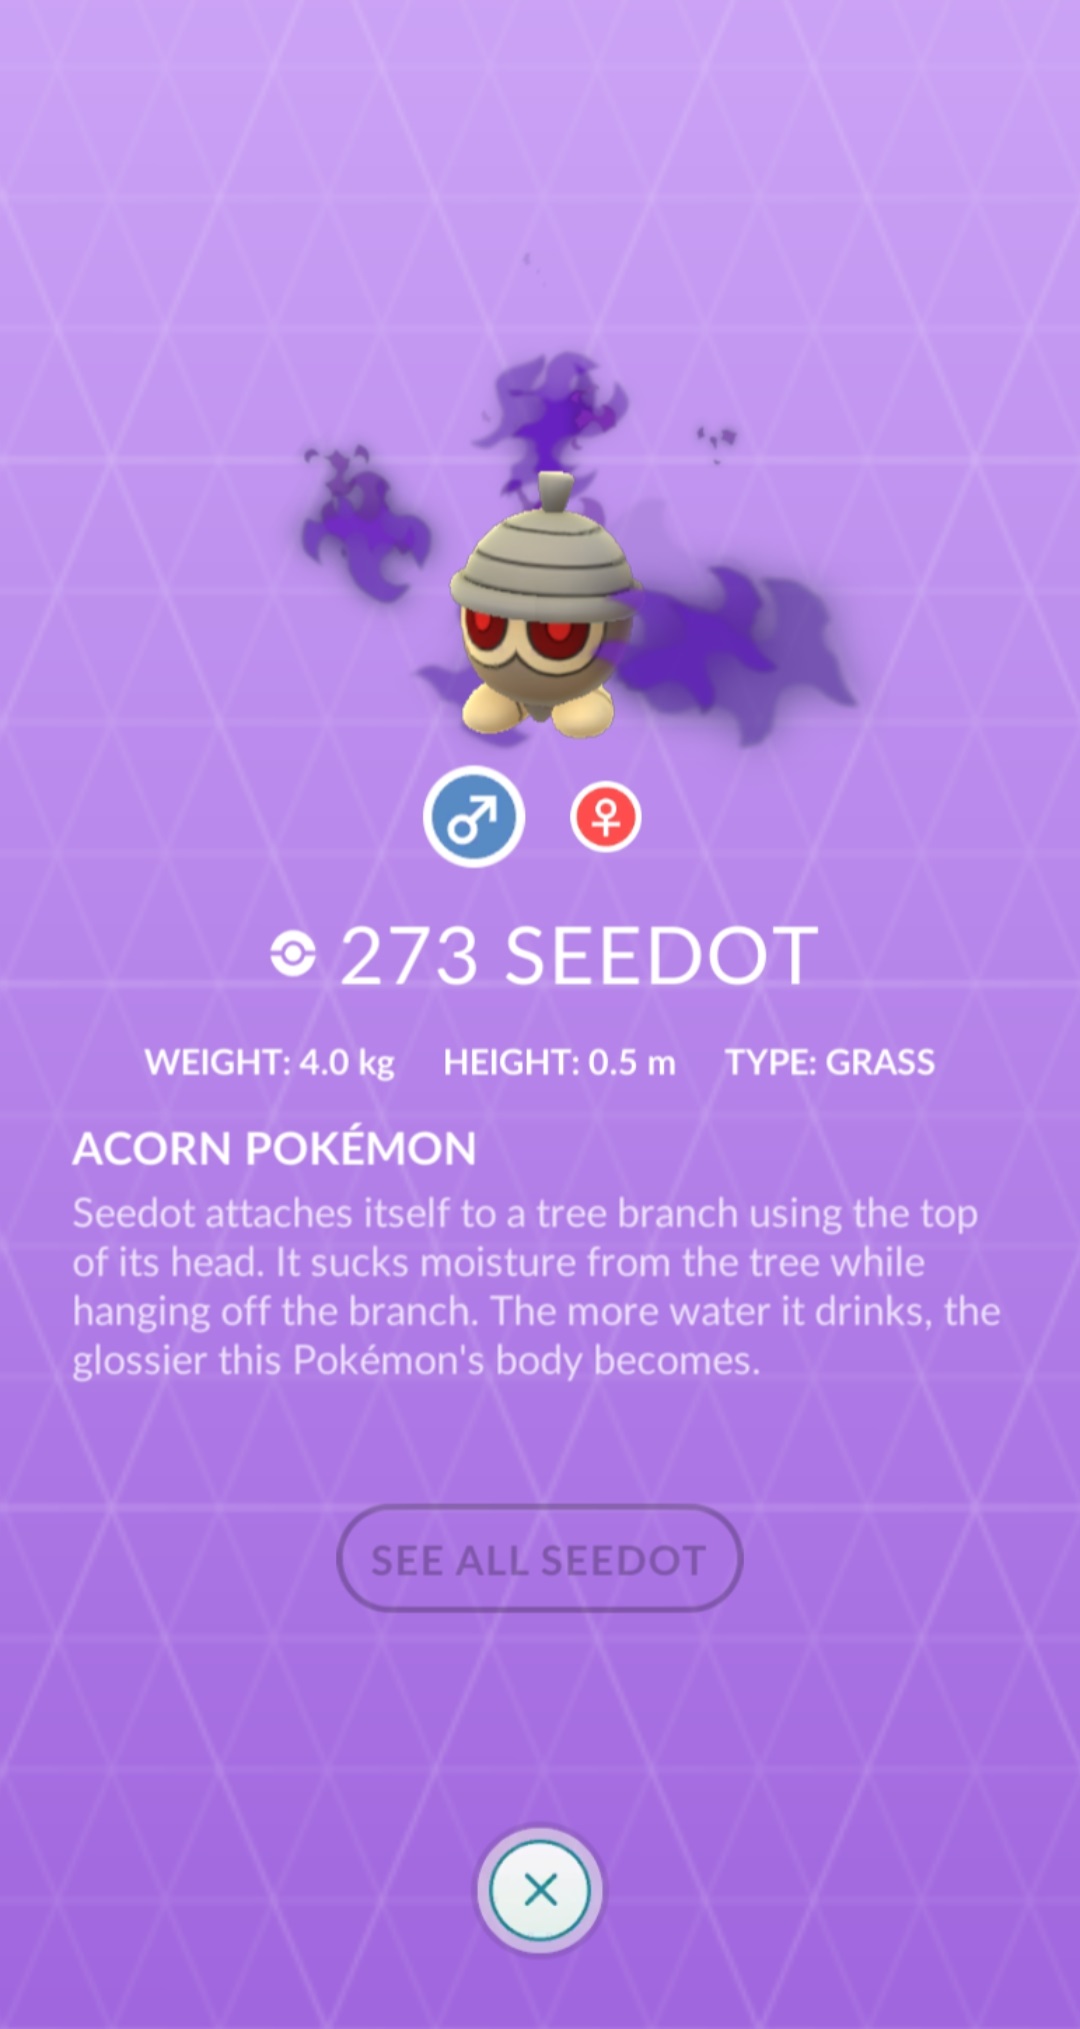 273 SEEDOT
WEIGHT: 4.0 kg HEIGHT: 0.5 m TYPE: GRASS
ACORN POKÉMON
Seedot attaches itself to a tree branch using the top
of its head. It sucks moisture from the tree while
hanging off the branch. The more water it drinks, the
glossier this Pokémon's body becomes.
SEE ALL SEEDOT